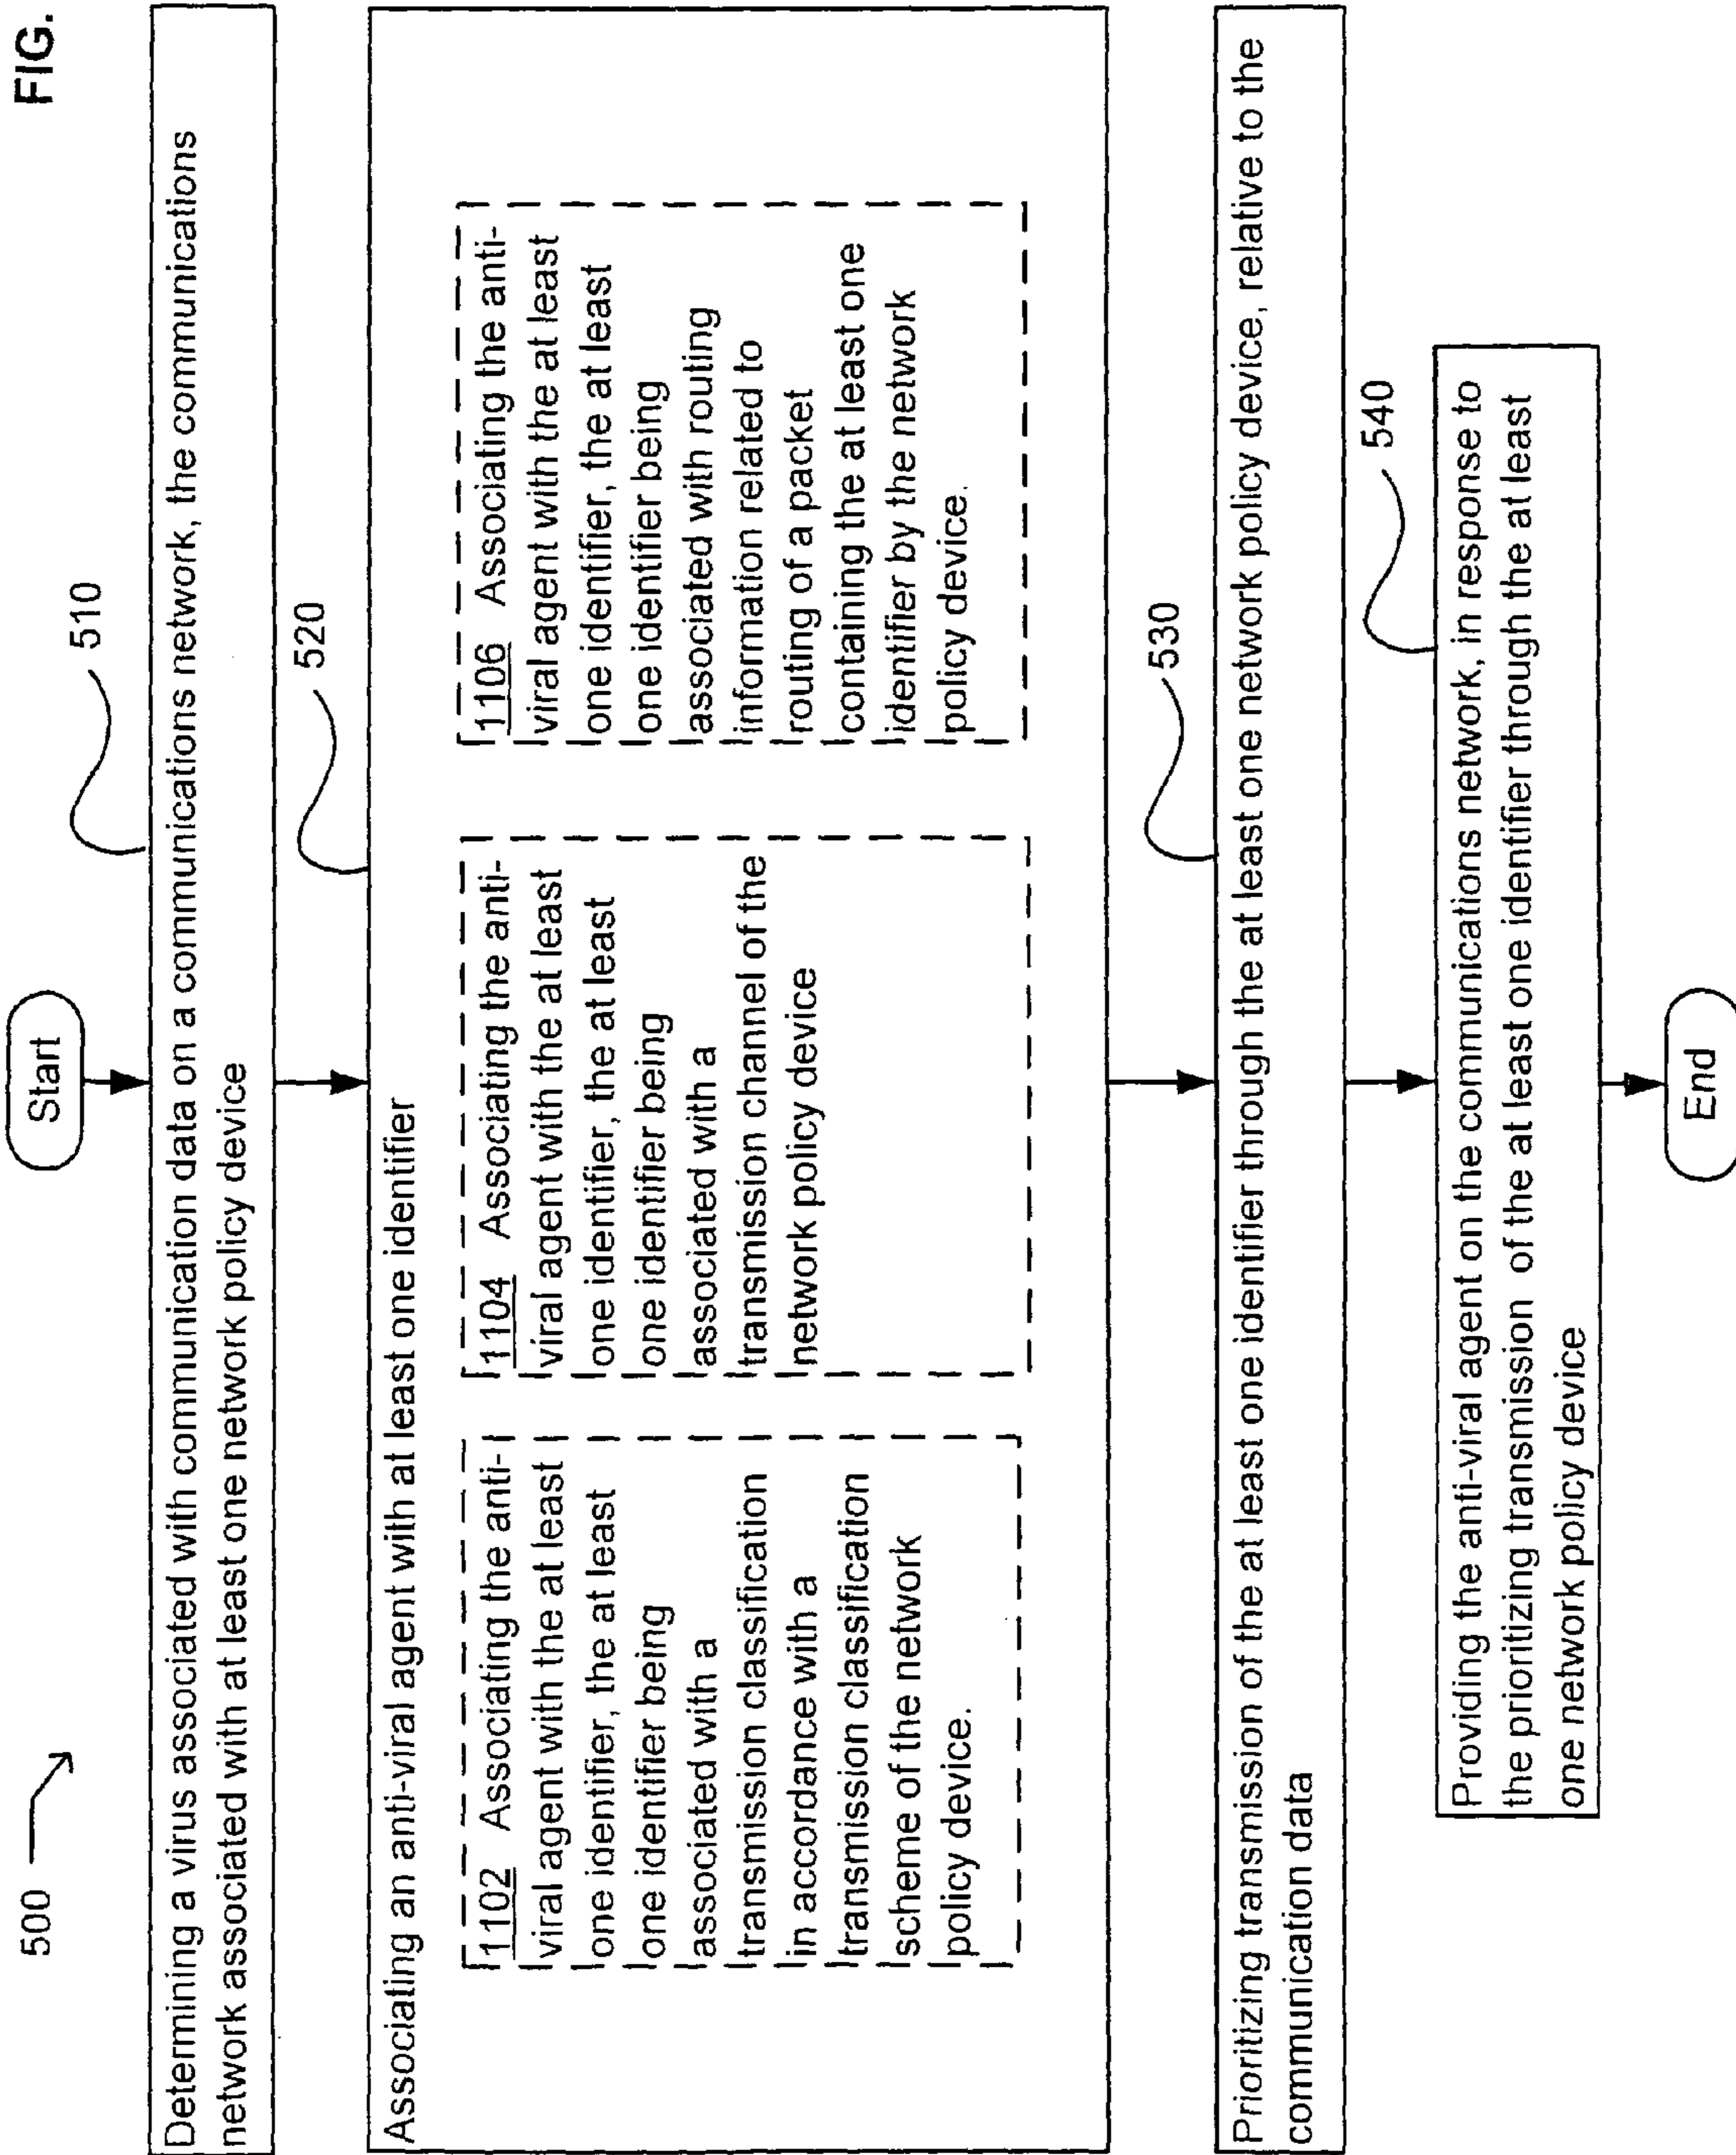 FIG.
500
Start
510
Determining a virus associated with communication data on a communications network, the communications
network associated with at least one network policy device
520
Associating an anti-viral agent with at least one identifier
1102 Associating the anti-
viral agent with the at least
one identifier, the at least
one identifier being
associated with a
transmission classification
in accordance with a
transmission classification
scheme of the network
policy device.
1104 Associating the anti-
viral agent with the at least
one identifier, the at least
one identifier being
associated with a
transmission channel of the
network policy device
1106 Associating the anti-
viral agent with the at least
one identifier, the at least
one identifier being
associated with routing
information related to
routing of a packet
containing the at least one
identifier by the network
policy device.
530
Prioritizing transmission of the at least one identifier through the at least one network policy device, relative to the
communication data
540
Providing the anti-viral agent on the communications network, in response to
the prioritizing transmission of the at least one identifier through the at least
one network policy device
End